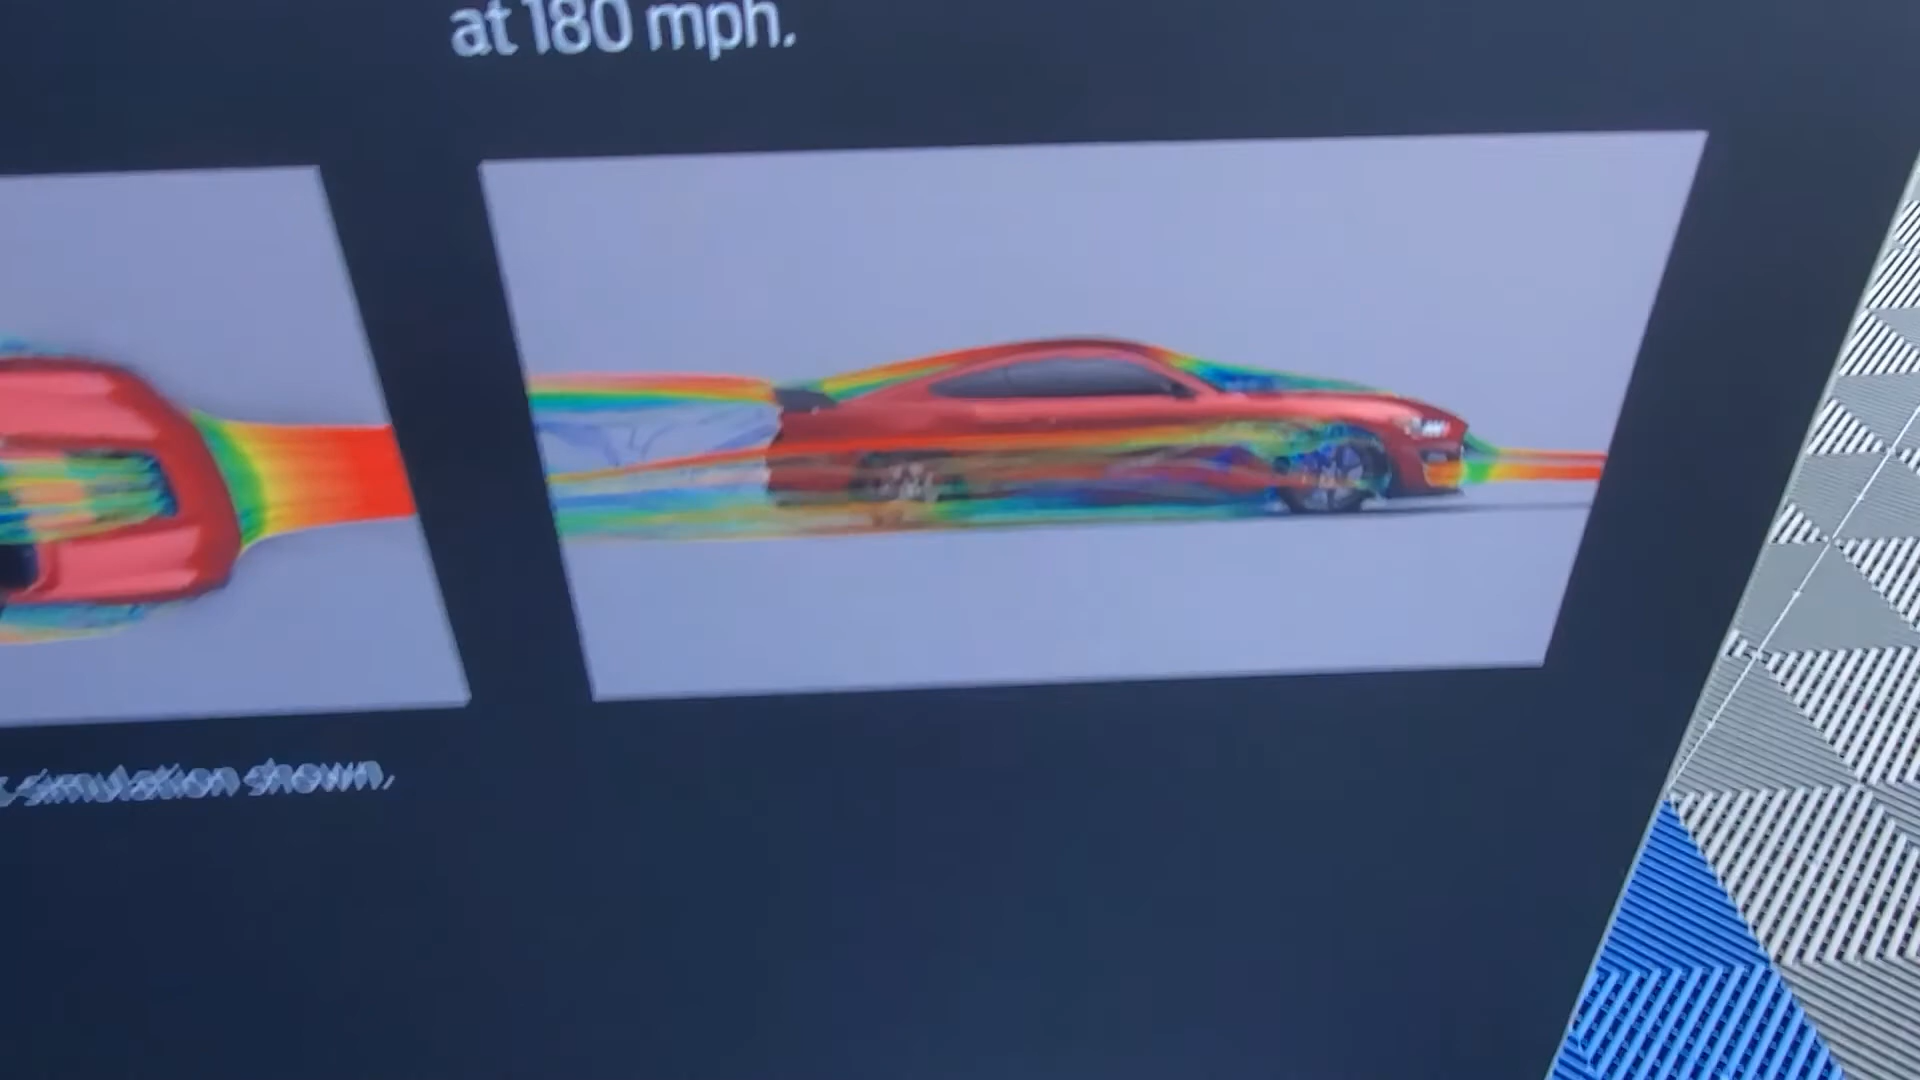 at 180 mph.
simulation shown.